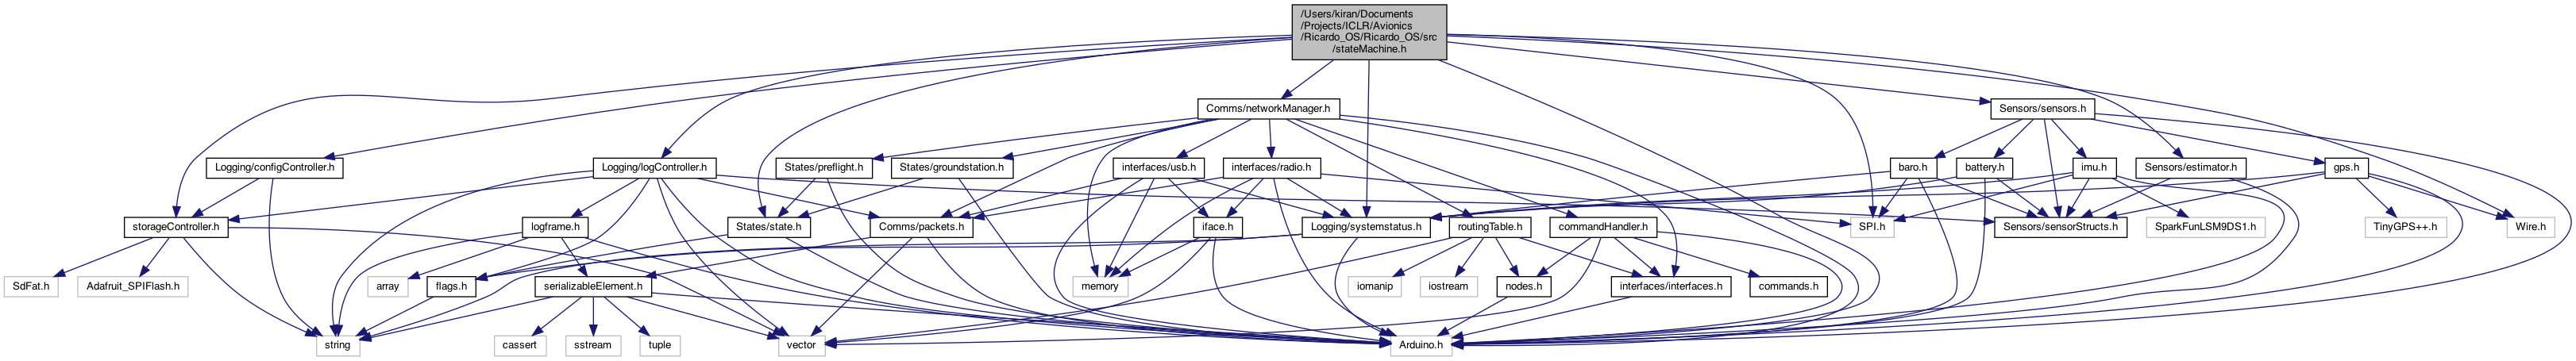 /Users/kiran/Documents
/Projects/ICLR/Avionics
/Ricardo_OS/Ricardo_OS/src
/stateMachine.h
Comms/networkManager.h
Sensors/sensors.h
Logging/configController.h
Logging/logController.h
States/preflight.h
States/groundstation.h
interfaces/usb.h
interfaces/radio.h
baro.h
battery.h
imu.h
Sensors/estimator.h
gps.h
storageController.h
logframe.h
States/state.h
Comms/packets.h
iface.h
Logging/systemstatus.h
routingTable.h
commandHandler.h
SPI.h
Sensors/sensorStructs.h
SparkFunLSM9DS1.h
TinyGPS++.h
Wire.h
SdFat.h
Adafruit_SPIFlash.h
array
flags.h
serializableElement.h
memory
iomanip
iostream
nodes.h
interfaces/interfaces.h
commands.h
string
cassert
sstream
tuple
vector
Arduino.h